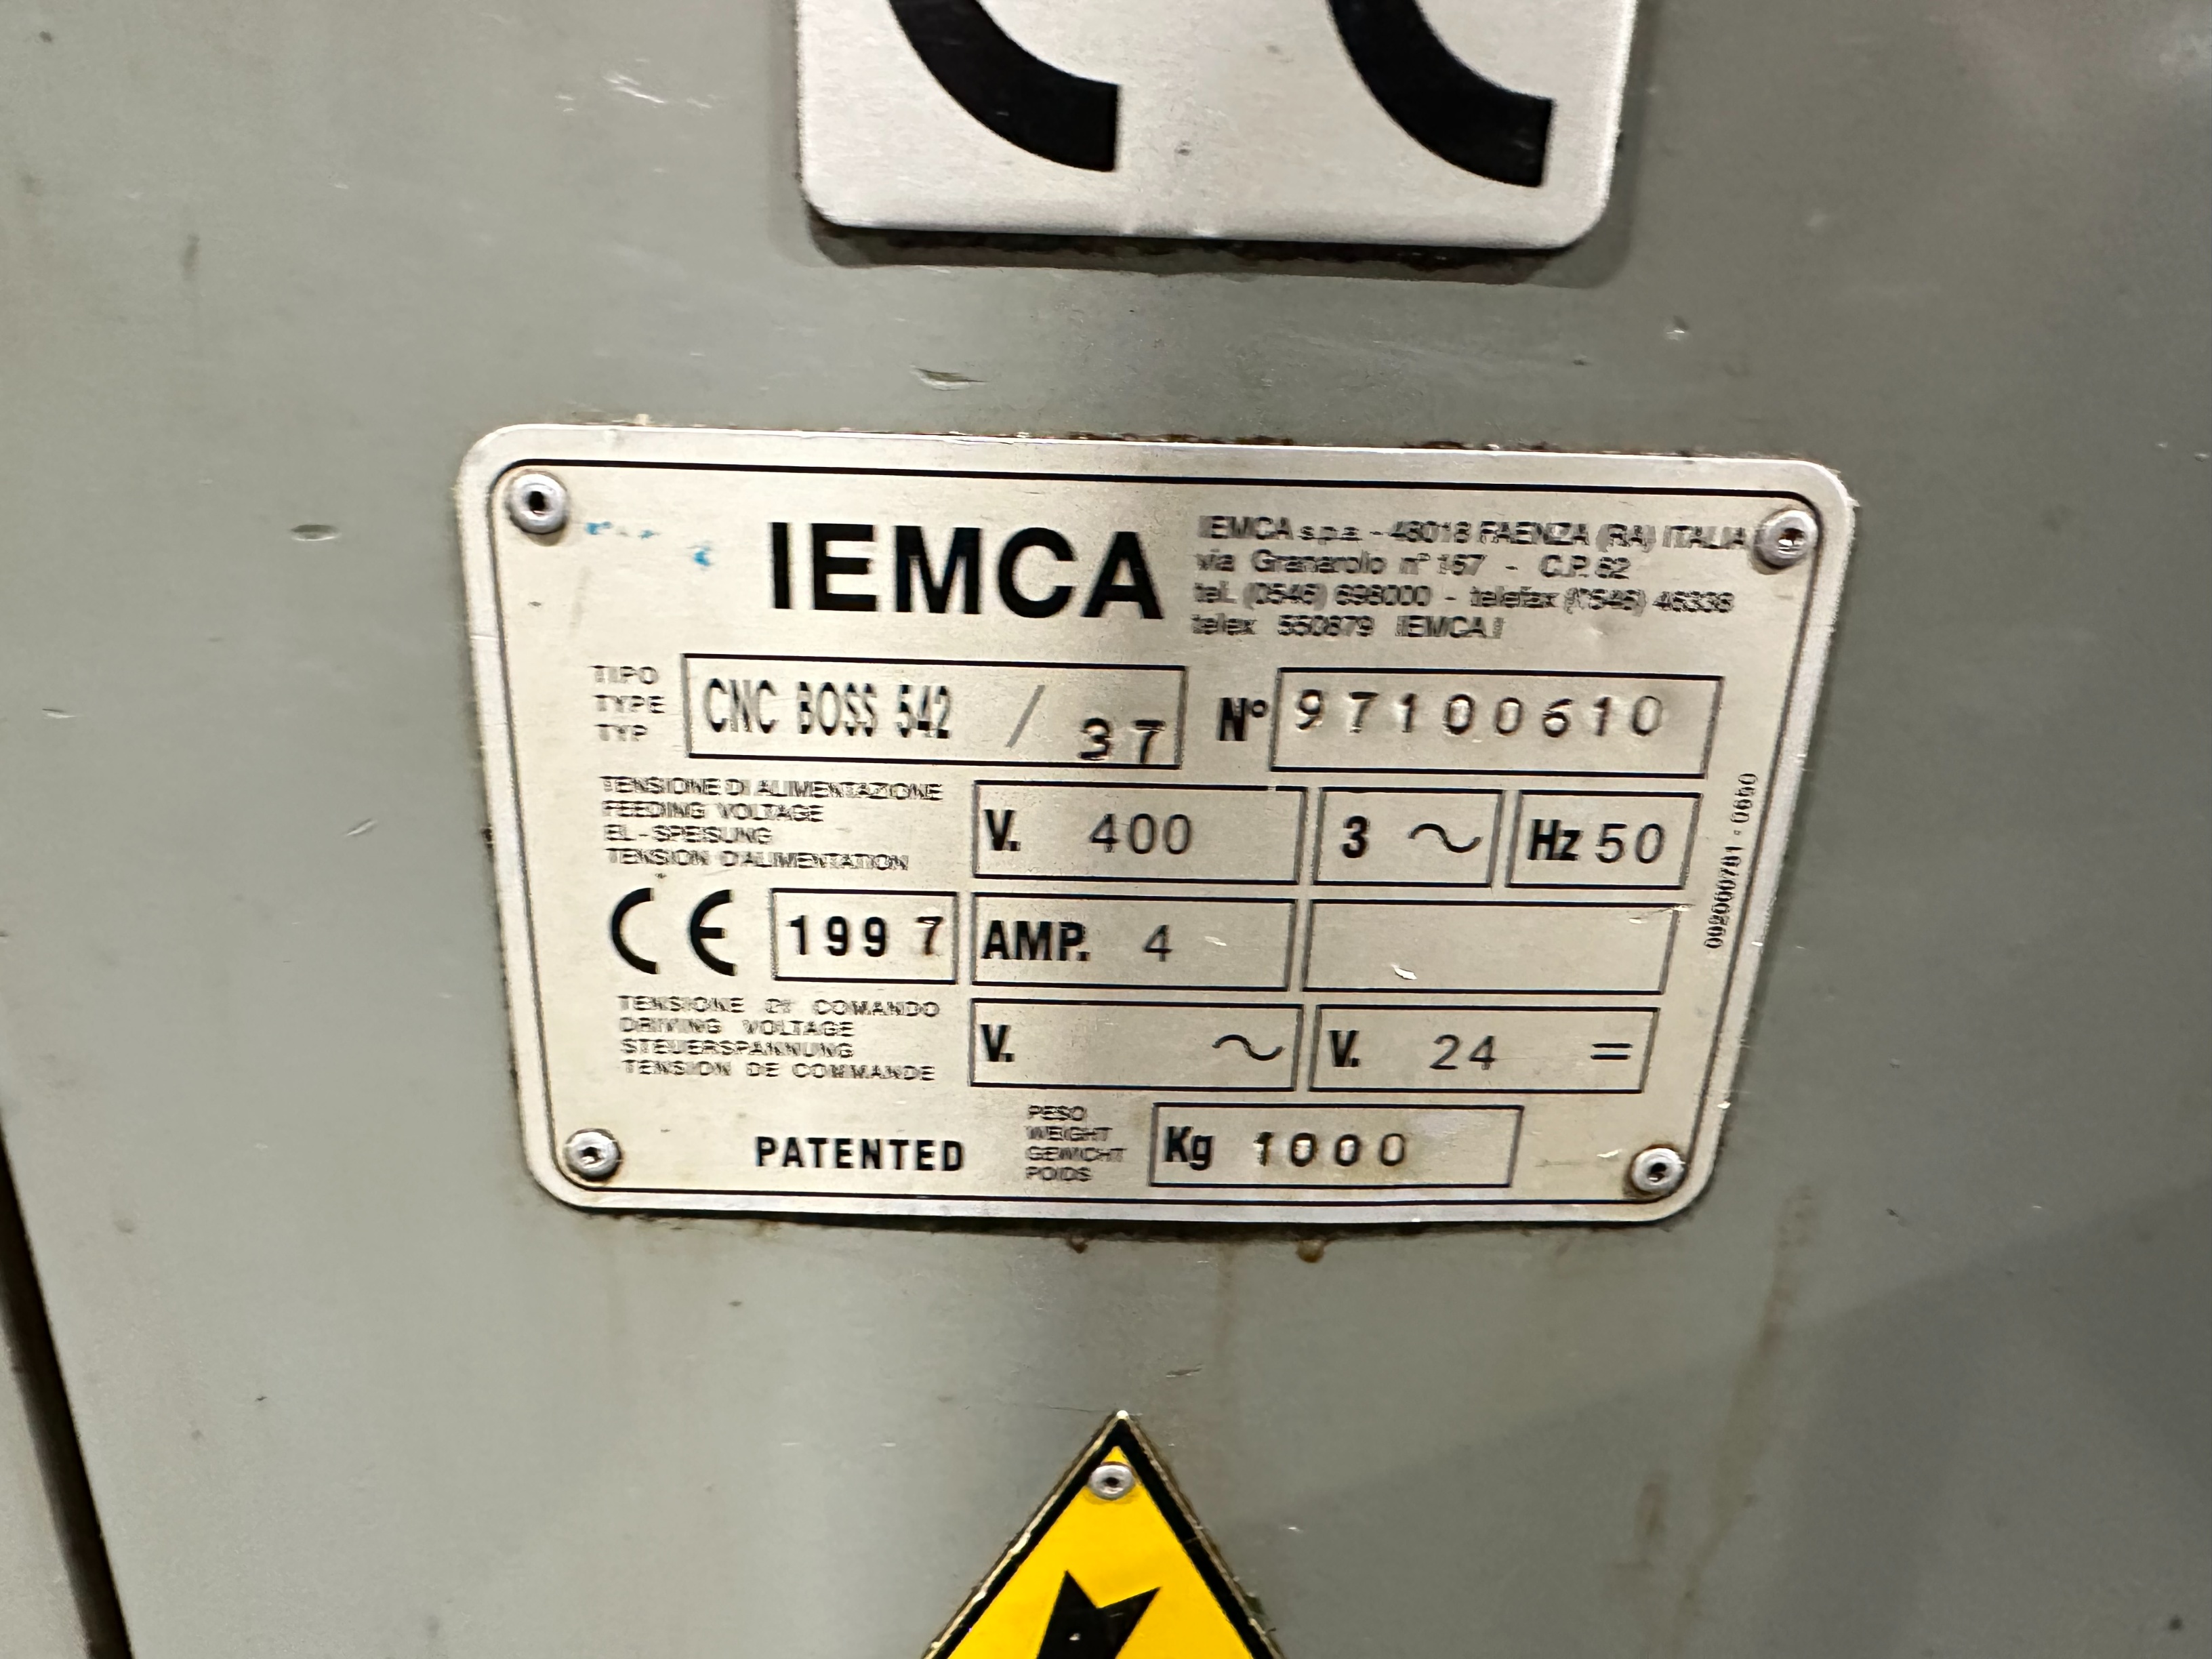 IEMCA
IEMCA s.p.a. - 48018 FAENZA (RA) ITALIA
via Granarolo n° 167 - C.P. 62
tel. (0546) 698000 - telefax (0546) 46338
telex 550879 IEMCA I
TIPO
TYPE
TYP
CNC BOSS 542 / 37
N° 97100610
TENSIONE DI ALIMENTAZIONE
FEEDING VOLTAGE
EL - SPEISUNG
TENSION D'ALIMENTATION
V. 400
3 ~
Hz 50
CE 1997
AMP. 4
TENSIONE DI COMANDO
DRIVING VOLTAGE
STEUERSPANNUNG
TENSION DE COMMANDE
V. ~
V. 24 =
PATENTED
PESO
WEIGHT
GEWICHT
POIDS
Kg 1000